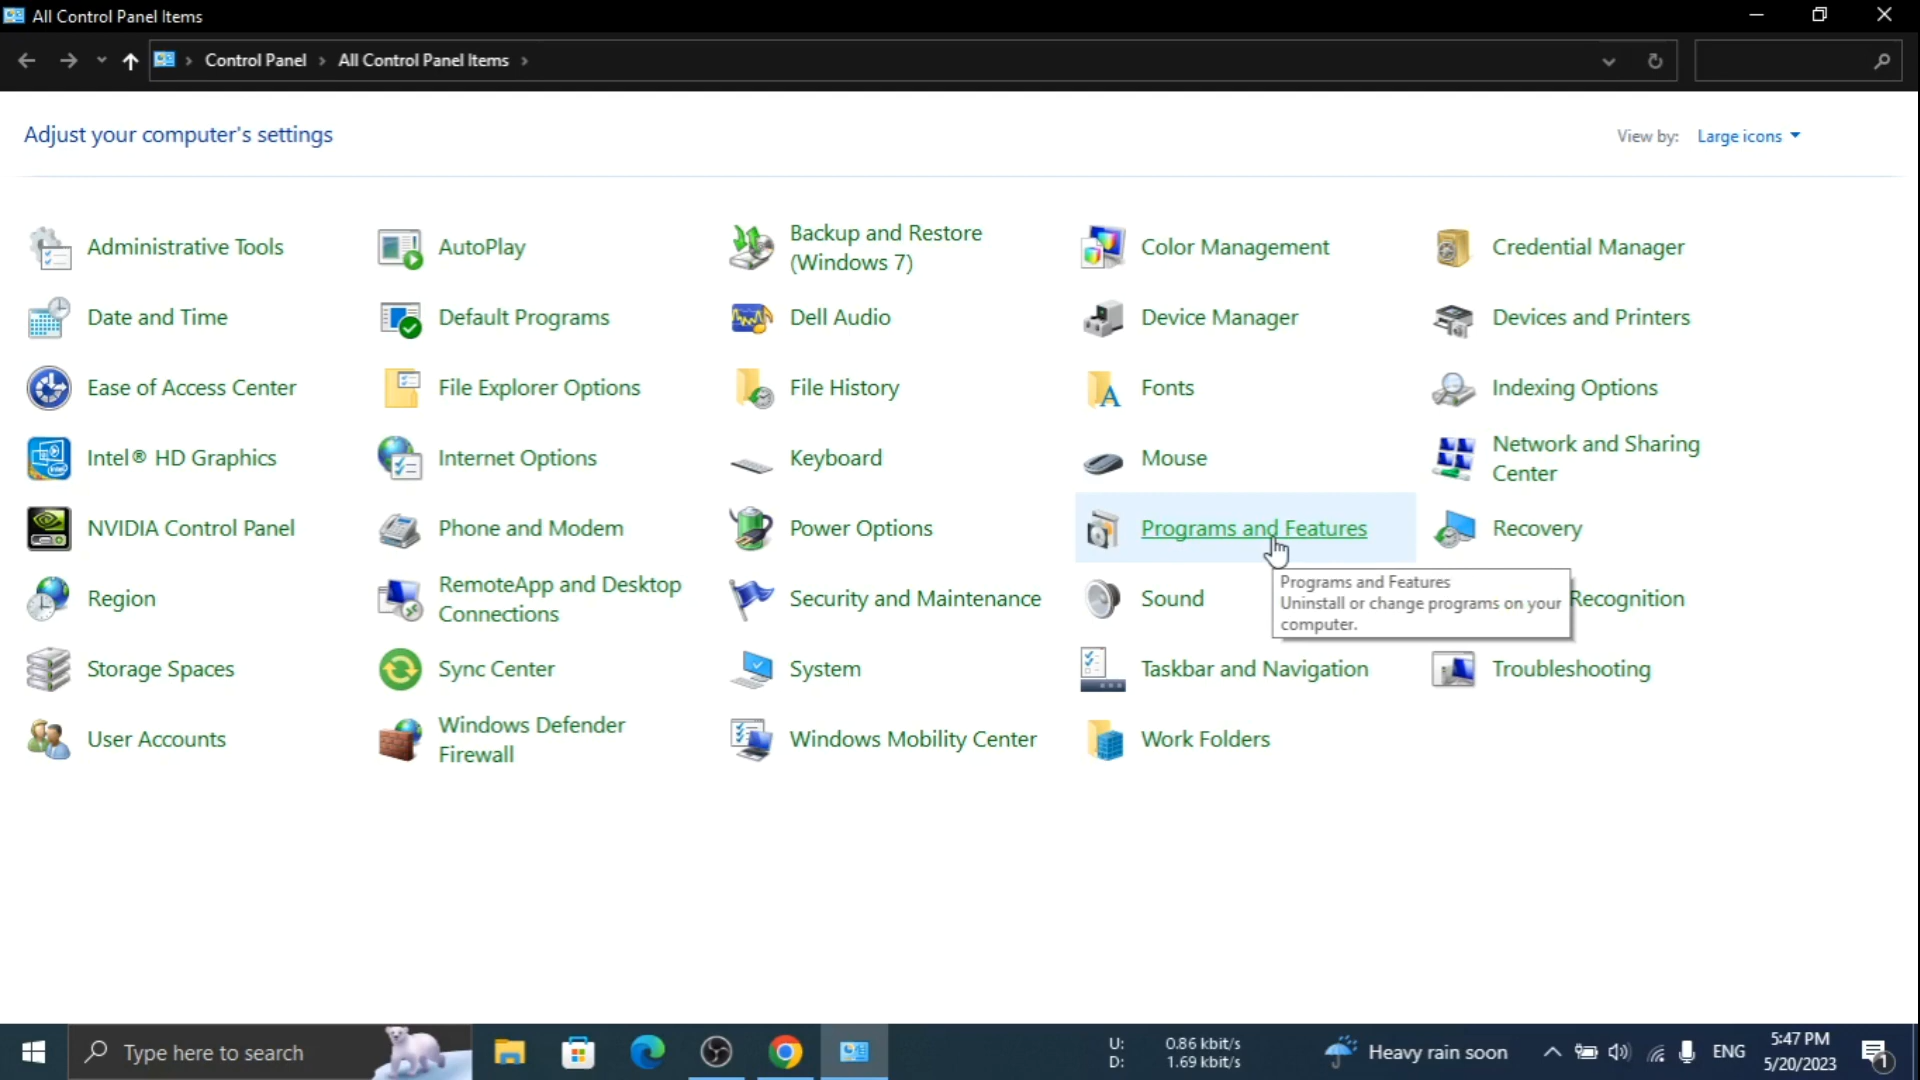 All Control Panel Items
Control Panel
All Control Panel Items
Adjust your computer's settings
View by: Large icons
Administrative Tools
AutoPlay
Backup and Restore
(Windows 7)
Color Management
Credential Manager
Date and Time
Default Programs
Dell Audio
Device Manager
Devices and Printers
Ease of Access Center
File Explorer Options
File History
Fonts
Indexing Options
Intel® HD Graphics
Internet Options
Keyboard
Mouse
Network and Sharing
Center
NVIDIA Control Panel
Phone and Modem
Power Options
Programs and Features
Recovery
Region
RemoteApp and Desktop
Connections
Security and Maintenance
Sound
Programs and Features
Uninstall or change programs on your
computer.
Recognition
Storage Spaces
Sync Center
System
Taskbar and Navigation
Troubleshooting
User Accounts
Windows Defender
Firewall
Windows Mobility Center
Work Folders
Type here to search
U: 0.86 kbit/s
D: 1.69 kbit/s
Heavy rain soon
ENG
5:47 PM
5/20/2023
1